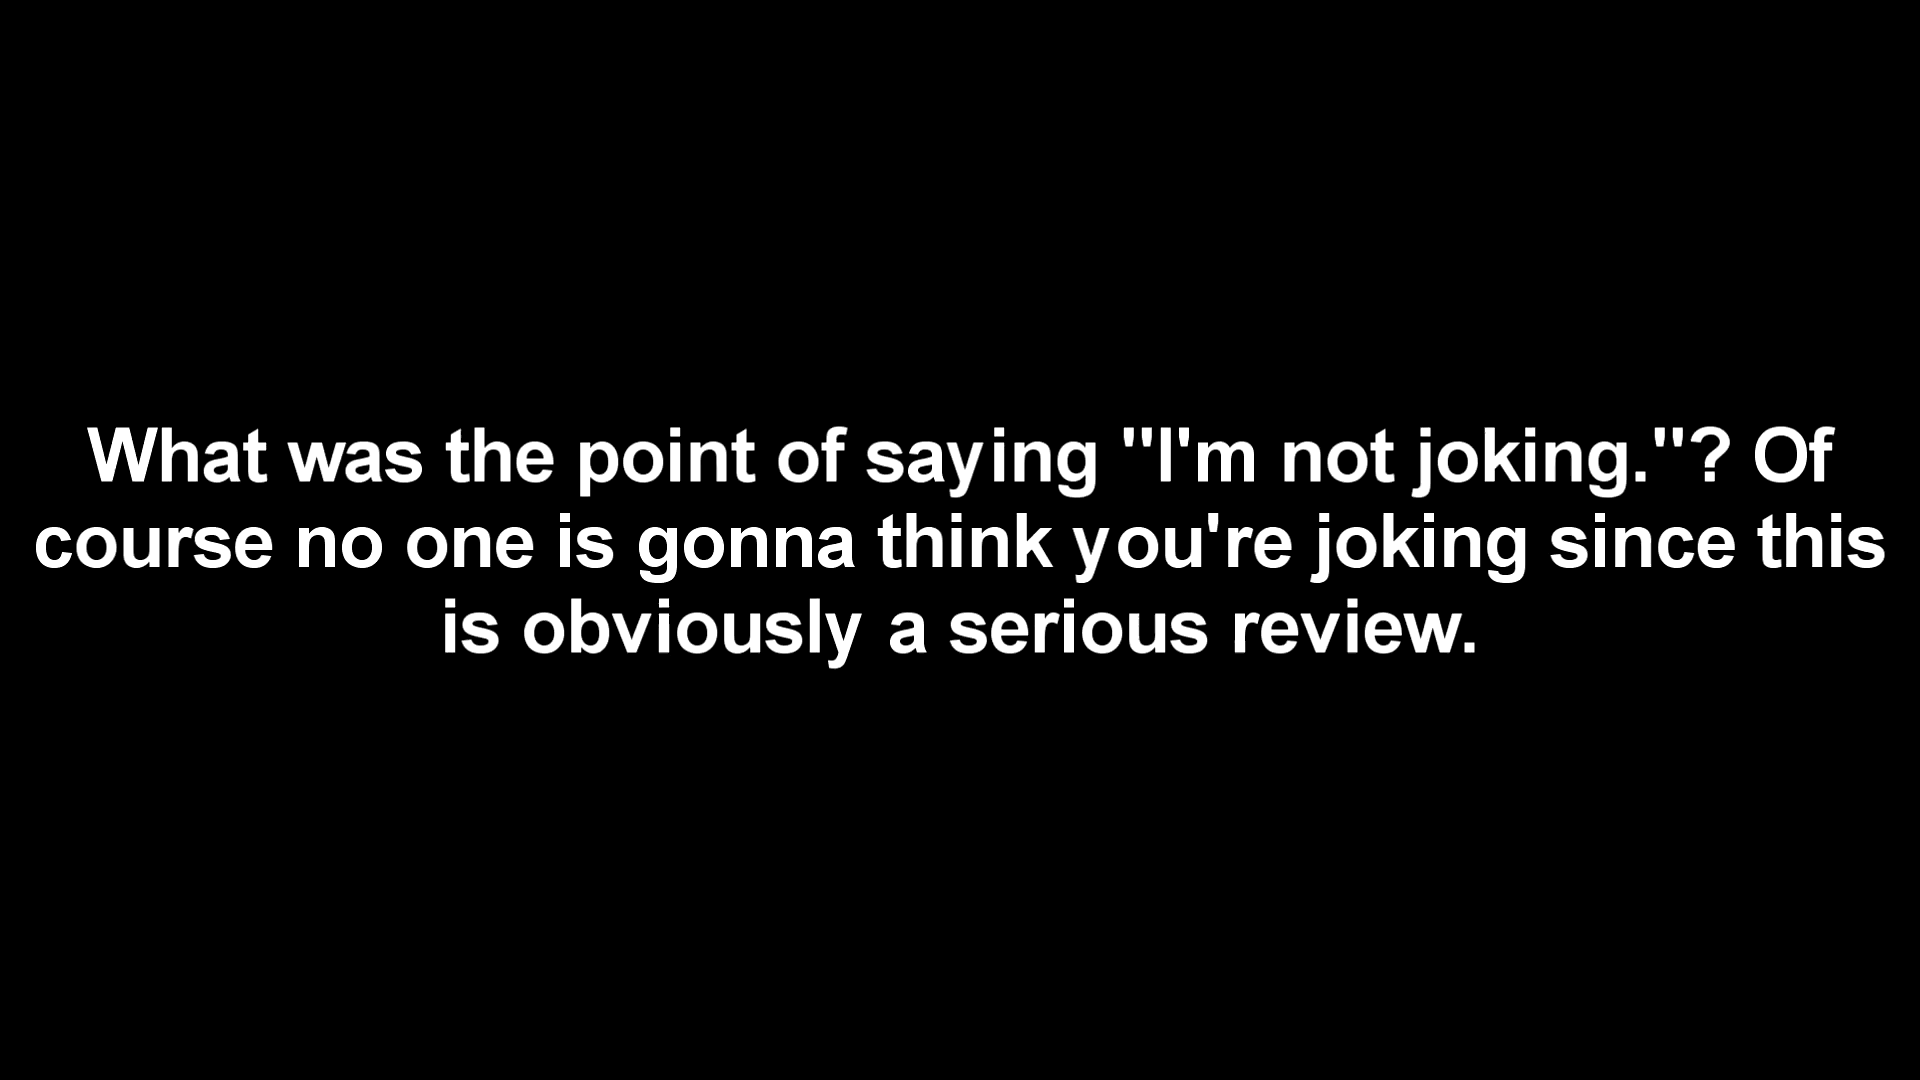 What was the point of saying "I'm not joking."? Of
course no one is gonna think you're joking since this
is obviously a serious review.